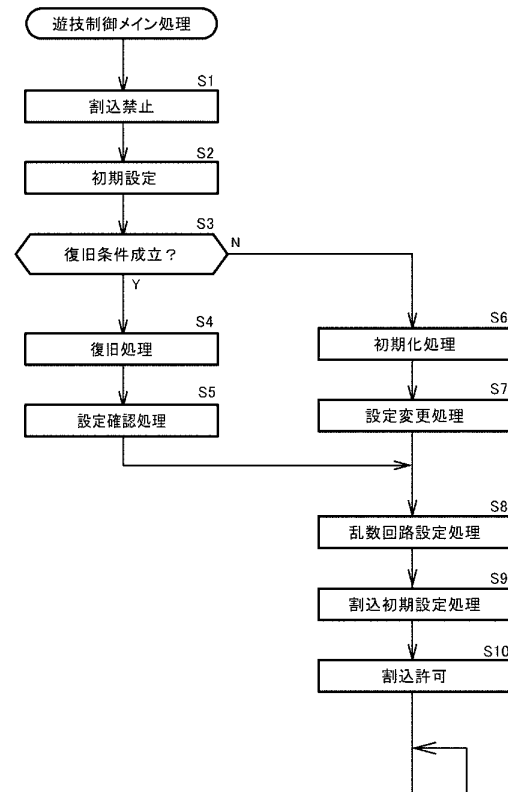 遊技制御メイン処理
S1
割込禁止
S2
初期設定
S3
復旧条件成立？
N
Y
S4
復旧処理
S5
設定確認処理
S6
初期化処理
S7
設定変更処理
S8
乱数回路設定処理
S9
割込初期設定処理
S10
割込許可